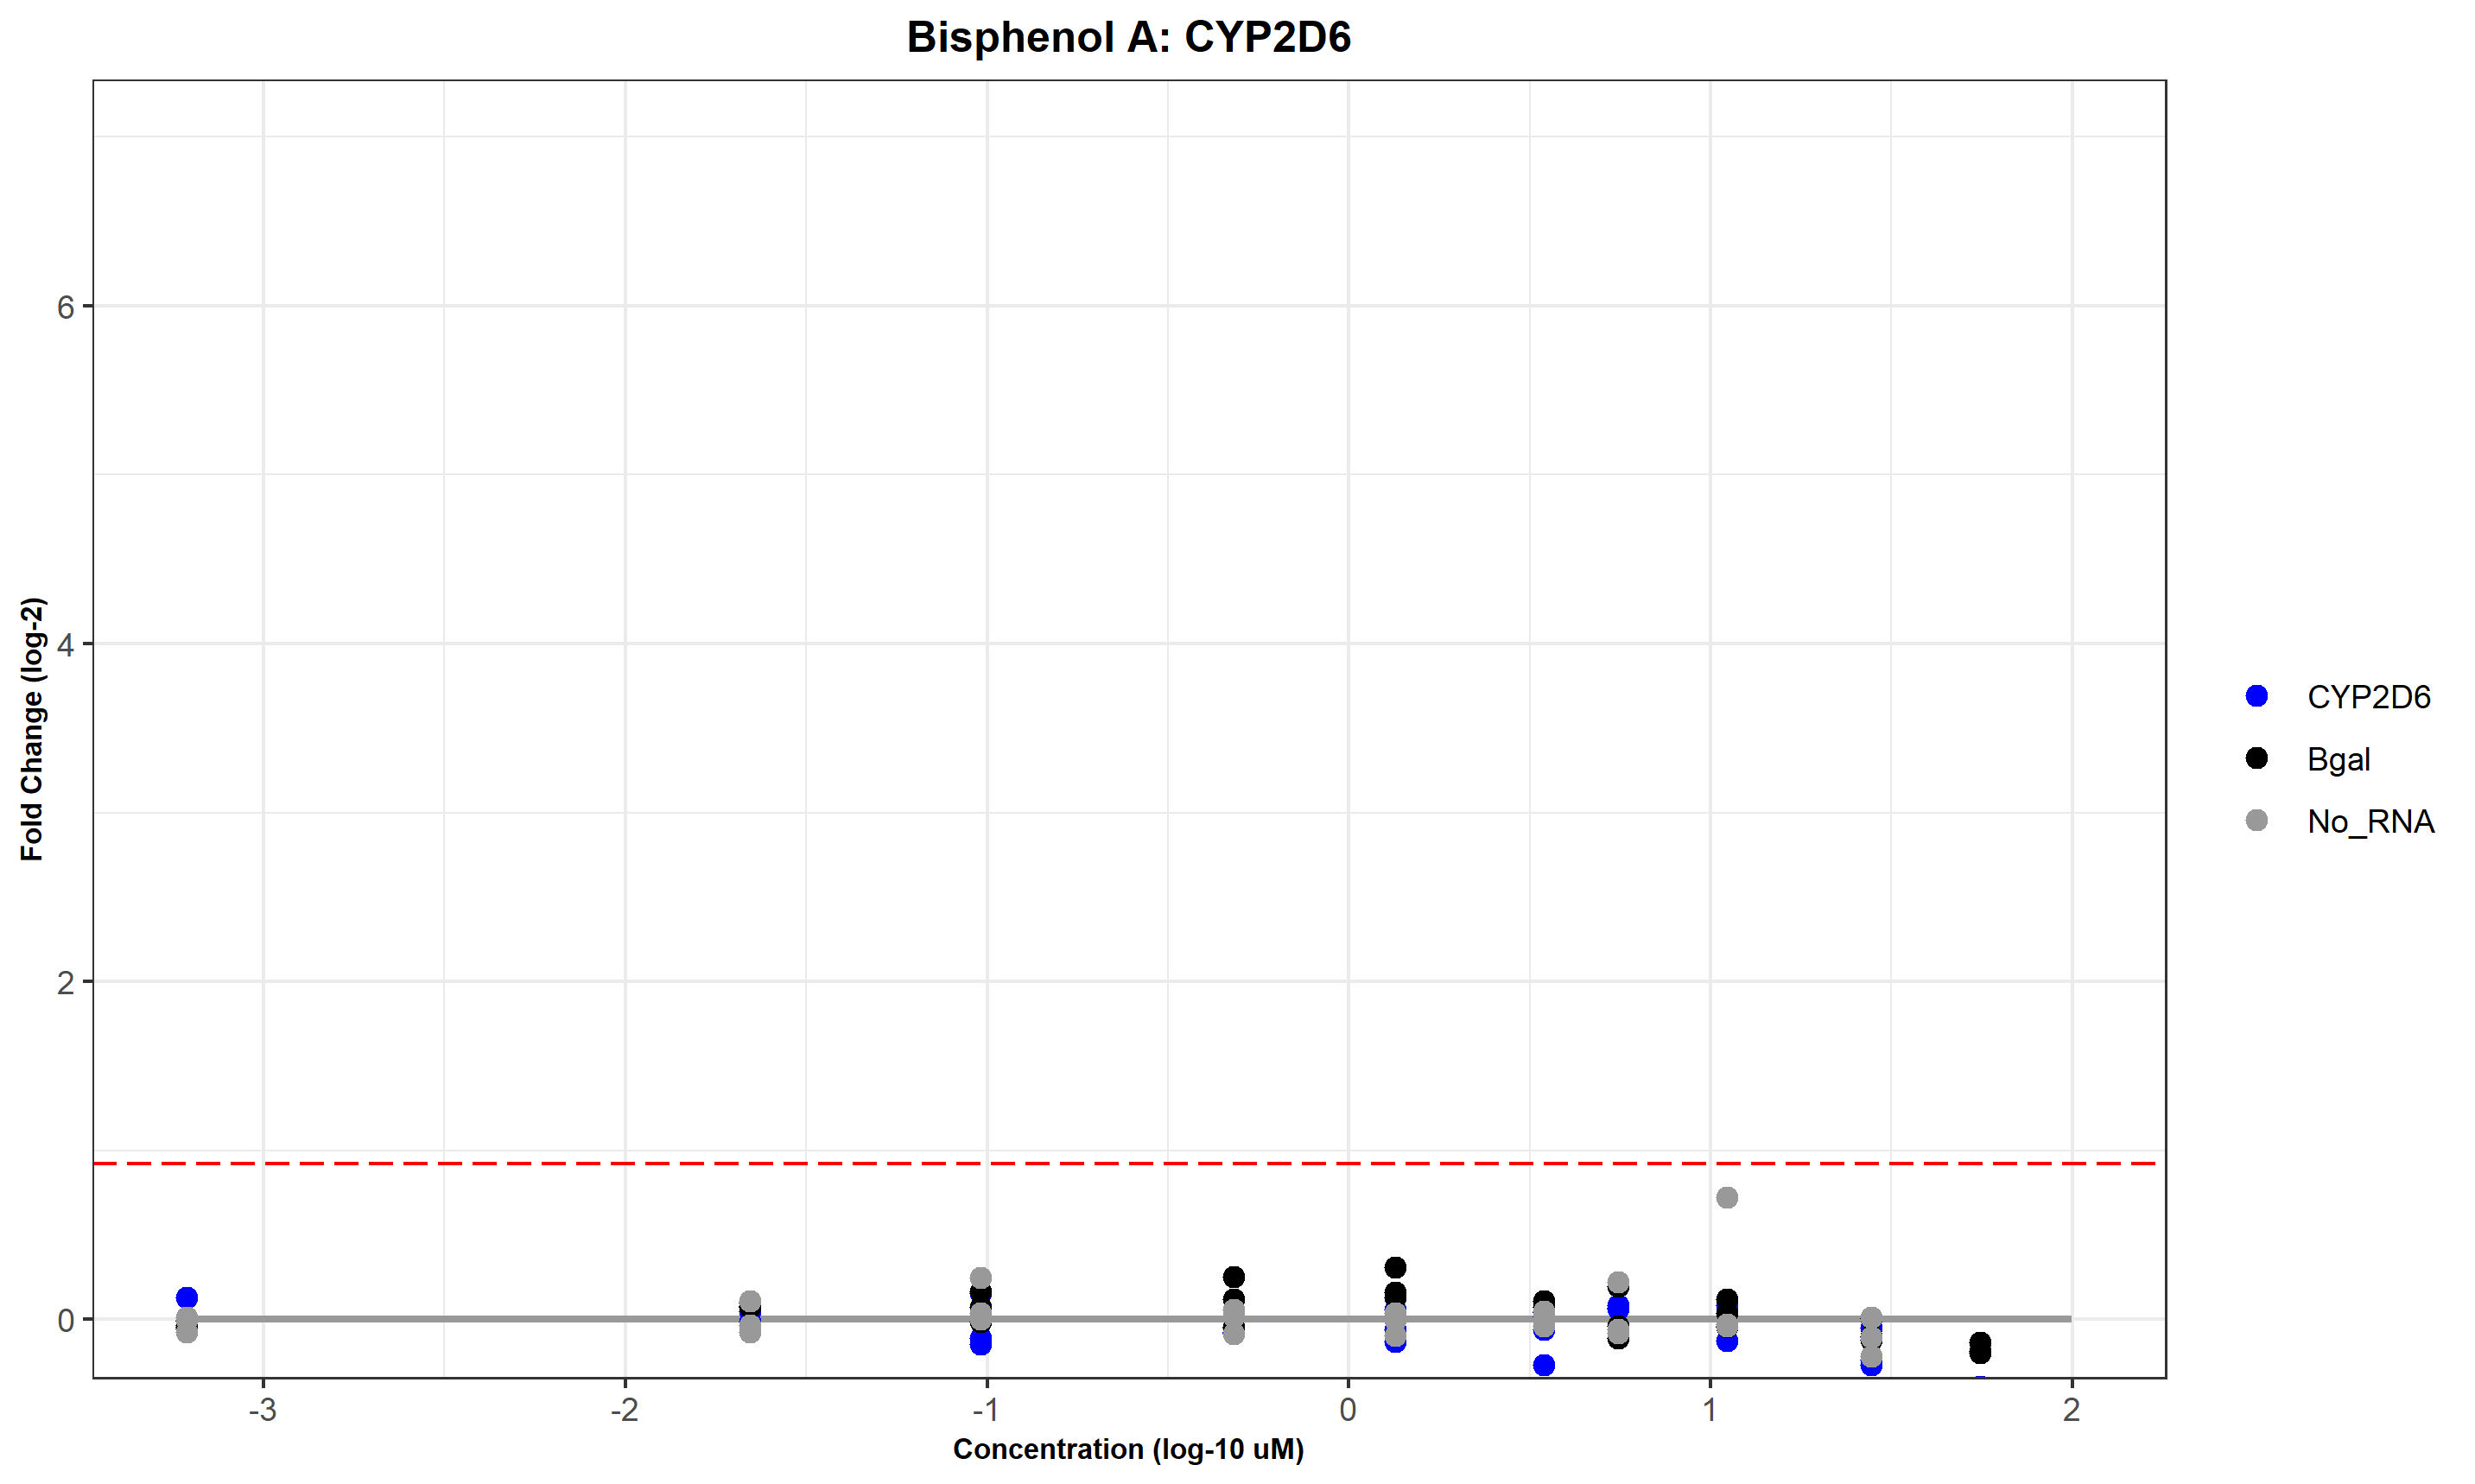 Bisphenol A: CYP2D6
Fold Change (log-2)
6
4
2
0
-3
-2
-1
0
1
2
Concentration (log-10 uM)
CYP2D6
Bgal
No_RNA